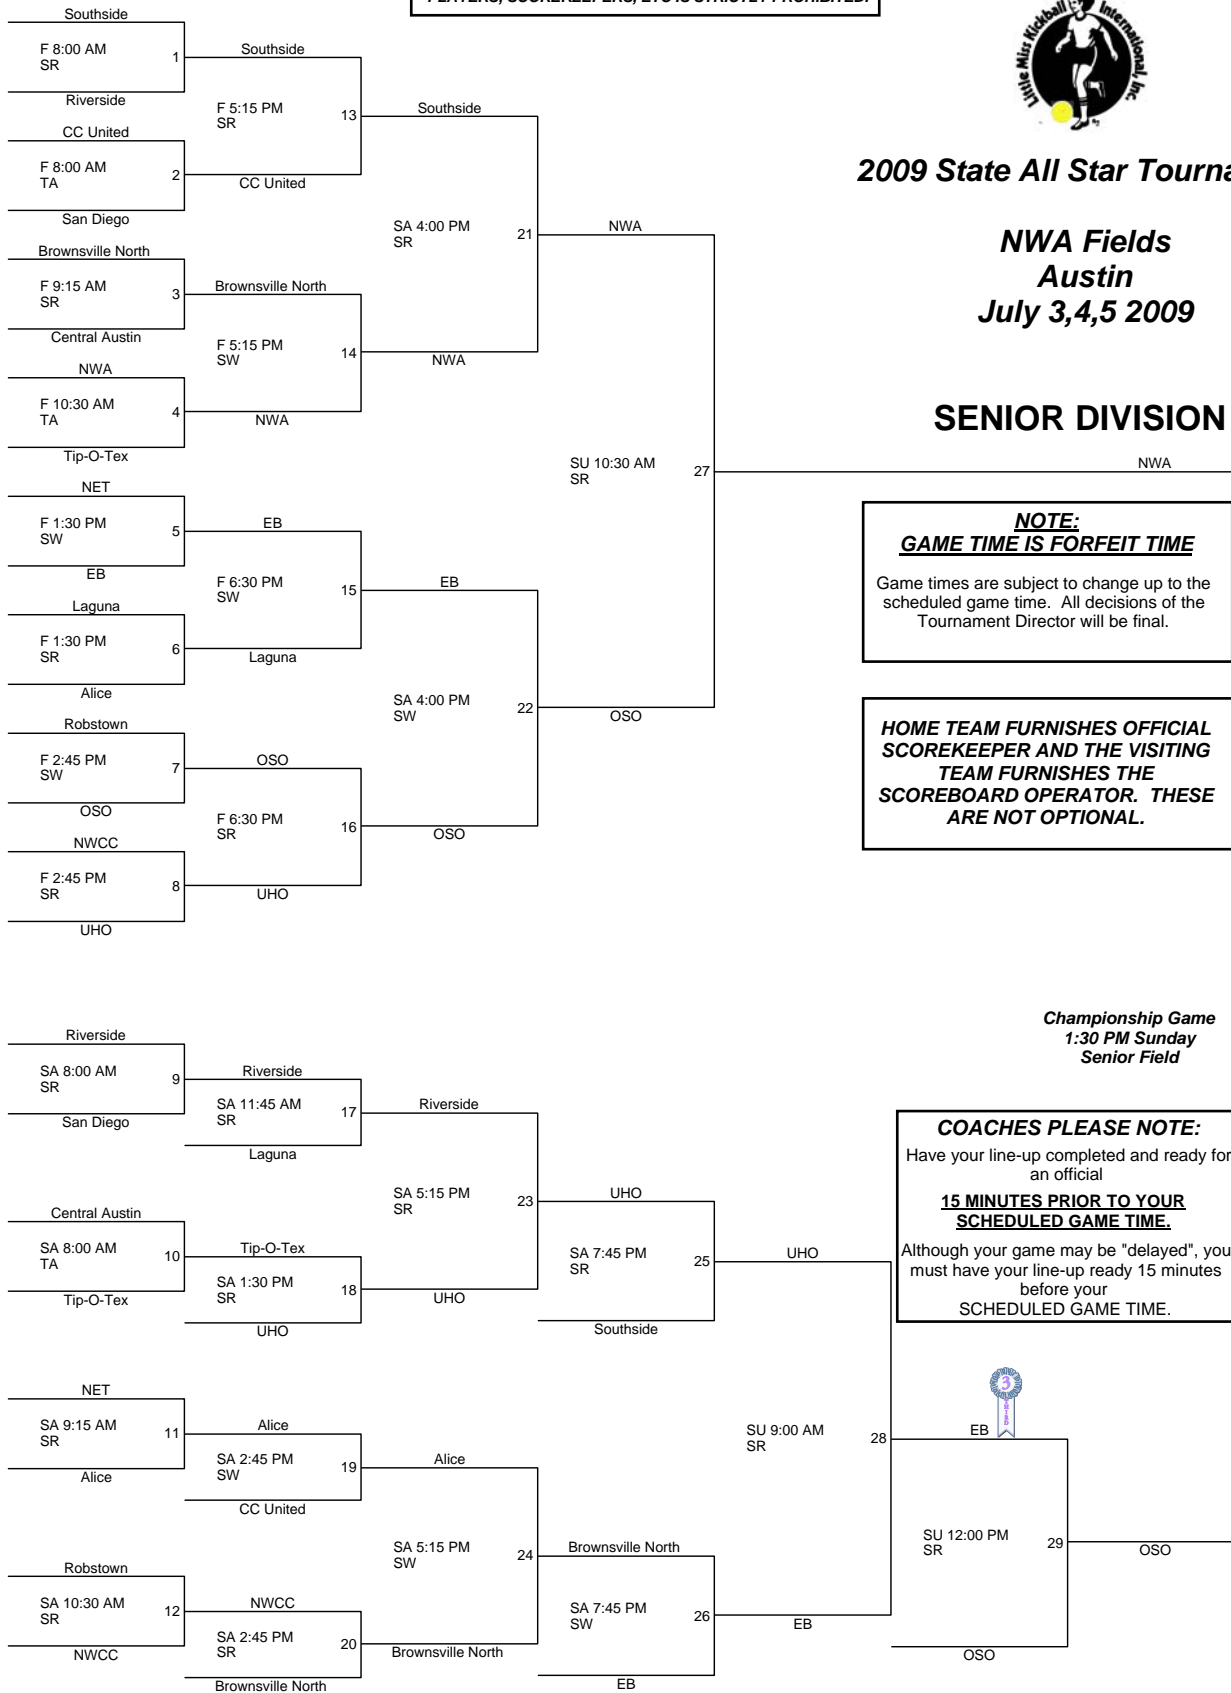 PLAYERS, SCOREKEEPERS, ETC IS STRICTLY PROHIBITED.
Little Miss Kickball International, Inc.
2009 State All Star Tourna
NWA Fields
Austin
July 3,4,5 2009
SENIOR DIVISION
Southside
F 8:00 AM
SR
1
Riverside
Southside
CC United
F 8:00 AM
TA
2
San Diego
F 5:15 PM
SR
13
CC United
Southside
Brownsville North
F 9:15 AM
SR
3
Central Austin
Brownsville North
NWA
F 10:30 AM
TA
4
Tip-O-Tex
F 5:15 PM
SW
14
NWA
NWA
SA 4:00 PM
SR
21
NWA
NET
F 1:30 PM
SW
5
EB
EB
Laguna
F 1:30 PM
SR
6
Alice
F 6:30 PM
SW
15
Laguna
EB
Robstown
F 2:45 PM
SW
7
OSO
OSO
NWCC
F 2:45 PM
SR
8
UHO
F 6:30 PM
SR
16
UHO
OSO
SA 4:00 PM
SW
22
OSO
SU 10:30 AM
SR
27
NWA
NOTE:
GAME TIME IS FORFEIT TIME
Game times are subject to change up to the
scheduled game time.  All decisions of the
Tournament Director will be final.
HOME TEAM FURNISHES OFFICIAL
SCOREKEEPER AND THE VISITING
TEAM FURNISHES THE
SCOREBOARD OPERATOR.  THESE
ARE NOT OPTIONAL.
Championship Game
1:30 PM Sunday
Senior Field
COACHES PLEASE NOTE:
Have your line-up completed and ready for
an official
15 MINUTES PRIOR TO YOUR
SCHEDULED GAME TIME.
Although your game may be "delayed", you
must have your line-up ready 15 minutes
before your
SCHEDULED GAME TIME.
Riverside
SA 8:00 AM
SR
9
San Diego
Riverside
SA 11:45 AM
SR
17
Laguna
Riverside
Central Austin
SA 8:00 AM
TA
10
Tip-O-Tex
Tip-O-Tex
SA 1:30 PM
SR
18
UHO
UHO
SA 5:15 PM
SR
23
UHO
SA 7:45 PM
SR
25
Southside
UHO
NET
SA 9:15 AM
SR
11
Alice
Alice
SA 2:45 PM
SW
19
CC United
Alice
Robstown
SA 10:30 AM
SR
12
NWCC
NWCC
SA 2:45 PM
SR
20
Brownsville North
Brownsville North
SA 5:15 PM
SW
24
Brownsville North
SA 7:45 PM
SW
26
EB
EB
SU 9:00 AM
SR
28
EB
3
THIRD
SU 12:00 PM
SR
29
OSO
OSO